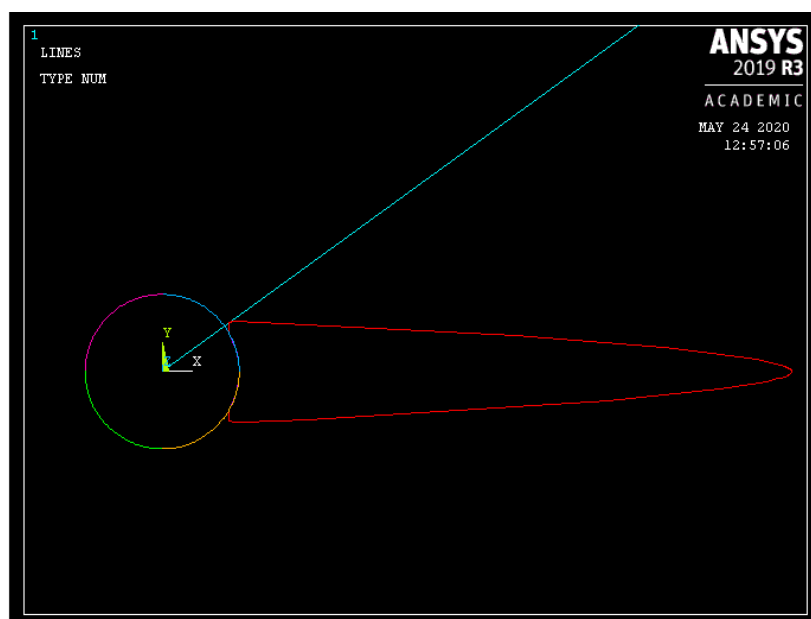 1
LINES
TYPE NUM
ANSYS
2019 R3
ACADEMIC
MAY 24 2020
12:57:06
Y
X